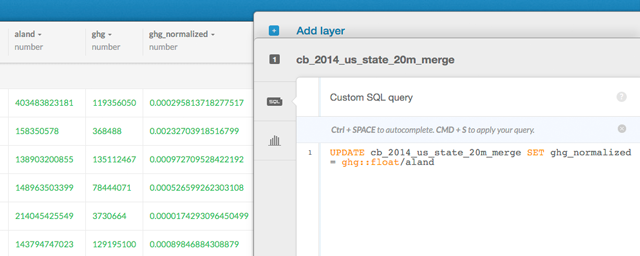 aland ghg ghg_normalized
number number number
403483823181 119356050 0.000295813718277517
158350578 368488 0.00232703918516799
138903200855 135112467 0.000972709528422192
148963503399 78444071 0.000526599262303108
214045425549 3730664 0.0000174293096450499
143794747023 129195100 0.00089846884308879
+ Add layer
1 cb_2014_us_state_20m_merge
SQL Custom SQL query ?
Ctrl + SPACE to autocomplete. CMD + S to apply your query.
1 UPDATE cb_2014_us_state_20m_merge SET ghg_normalized
= ghg::float/aland